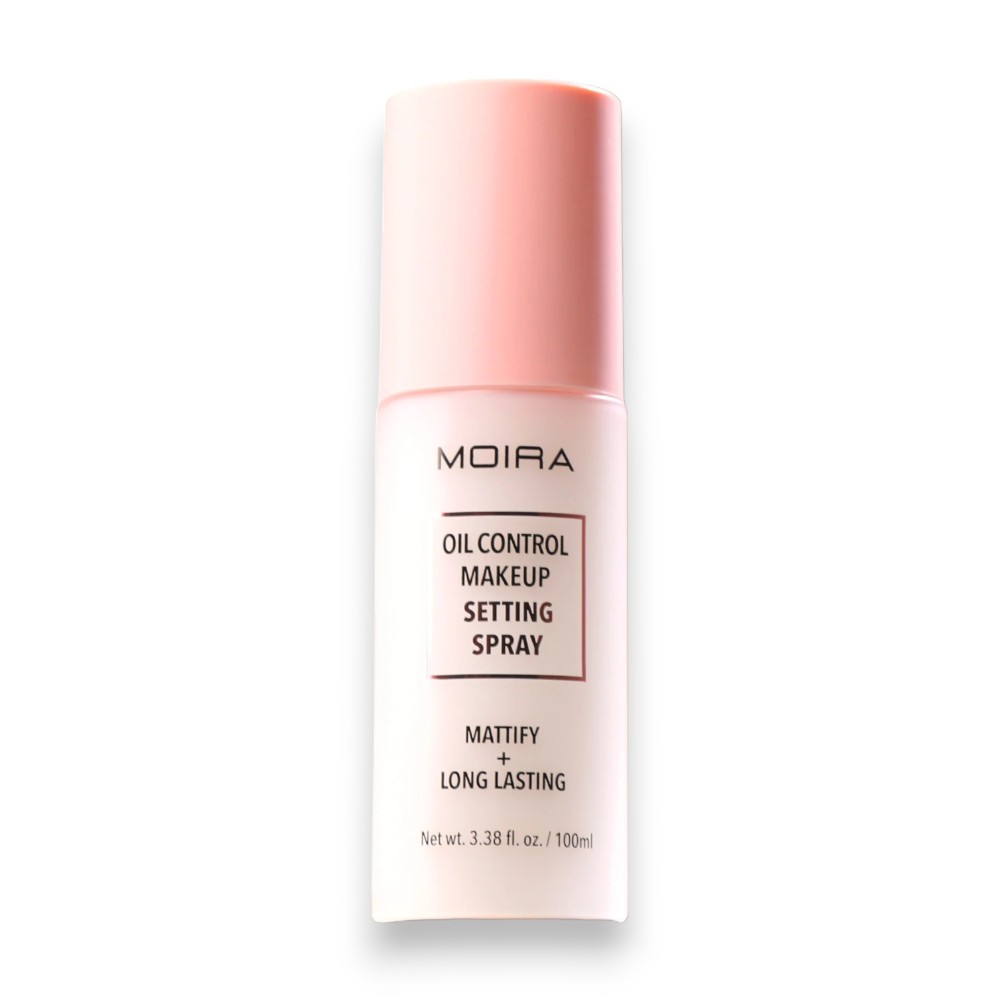 MOIRA
OIL CONTROL
MAKEUP
SETTING
SPRAY
MATTIFY
+
LONG LASTING
Net wt. 3.38 fl. oz. / 100ml